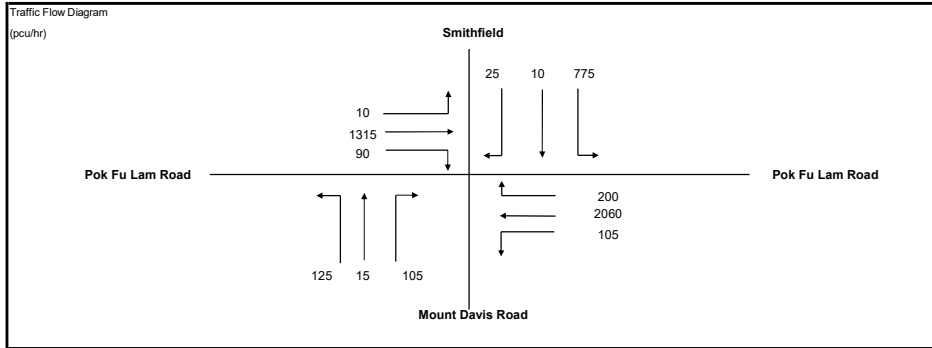 Traffic Flow Diagram
(pcu/hr)
Smithfield
25 10 775
10
1315
90
Pok Fu Lam Road
Pok Fu Lam Road
200
2060
105
125 15 105
Mount Davis Road